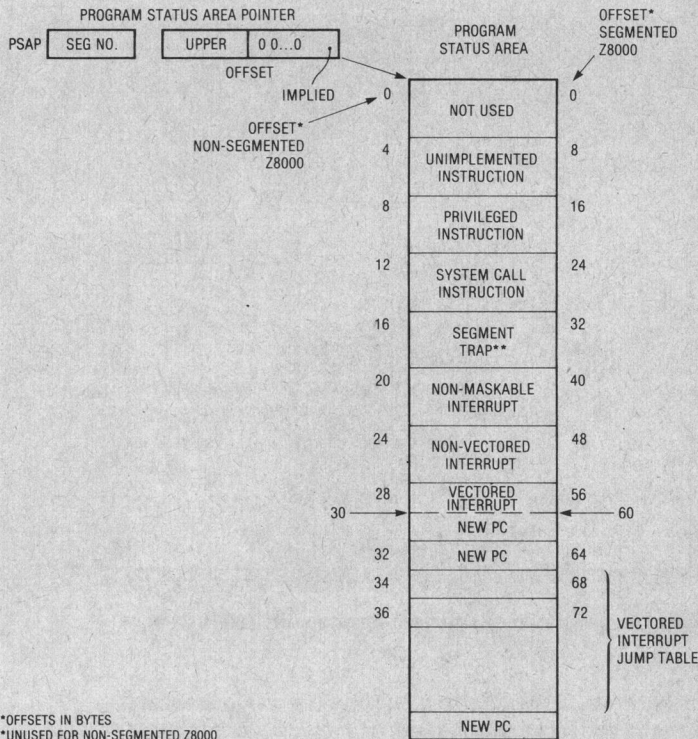 PROGRAM STATUS AREA POINTER
PSAP SEG NO. UPPER 0 0...0
OFFSET
IMPLIED
PROGRAM
STATUS AREA
OFFSET*
SEGMENTED
Z8000
OFFSET*
NON-SEGMENTED
Z8000
0 NOT USED 0
4 UNIMPLEMENTED 8
INSTRUCTION
8 PRIVILEGED 16
INSTRUCTION
12 SYSTEM CALL 24
INSTRUCTION
16 SEGMENT 32
TRAP**
20 NON-MASKABLE 40
INTERRUPT
24 NON-VECTORED 48
INTERRUPT
28 VECTORED 56
INTERRUPT
30 60
NEW PC
32 NEW PC 64
34 68
36 72
VECTORED
INTERRUPT
JUMP TABLE
NEW PC
*OFFSETS IN BYTES
*UNUSED FOR NON-SEGMENTED Z8000